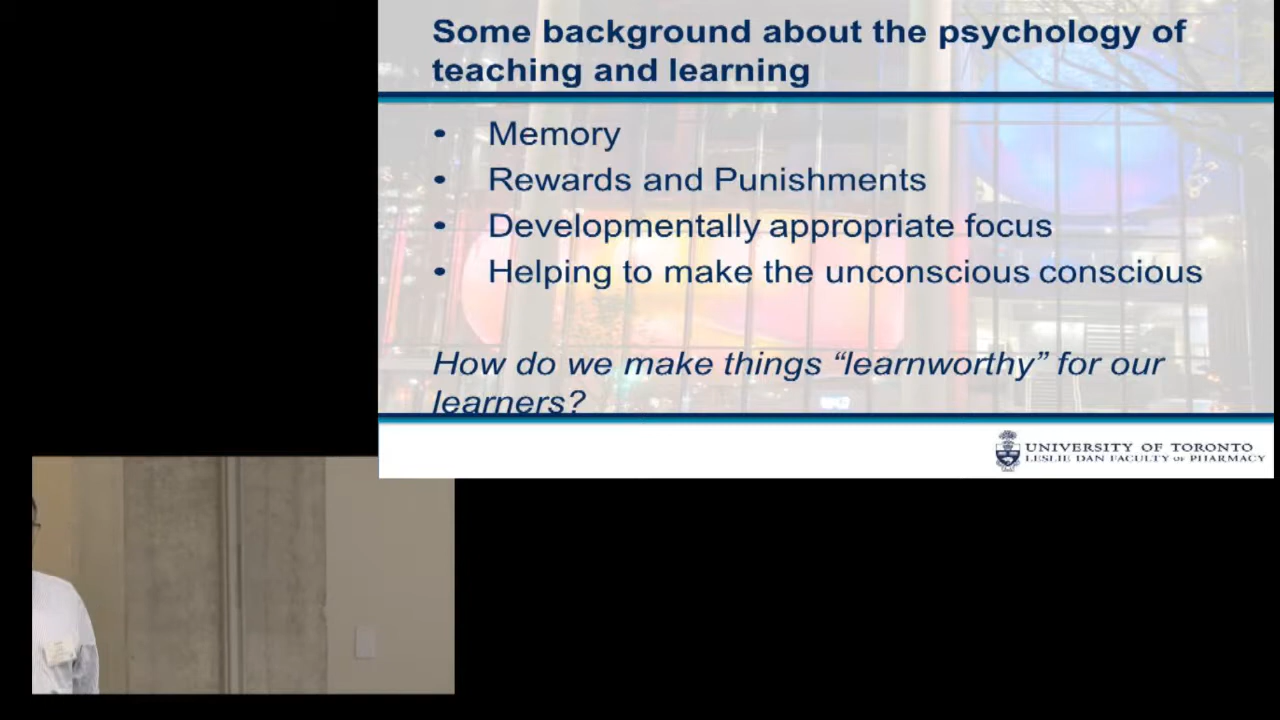 Some background about the psychology of
teaching and learning
• Memory
• Rewards and Punishments
• Developmentally appropriate focus
• Helping to make the unconscious conscious
How do we make things “learnworthy” for our
learners?
UNIVERSITY OF TORONTO
LESLIE DAN FACULTY OF PHARMACY